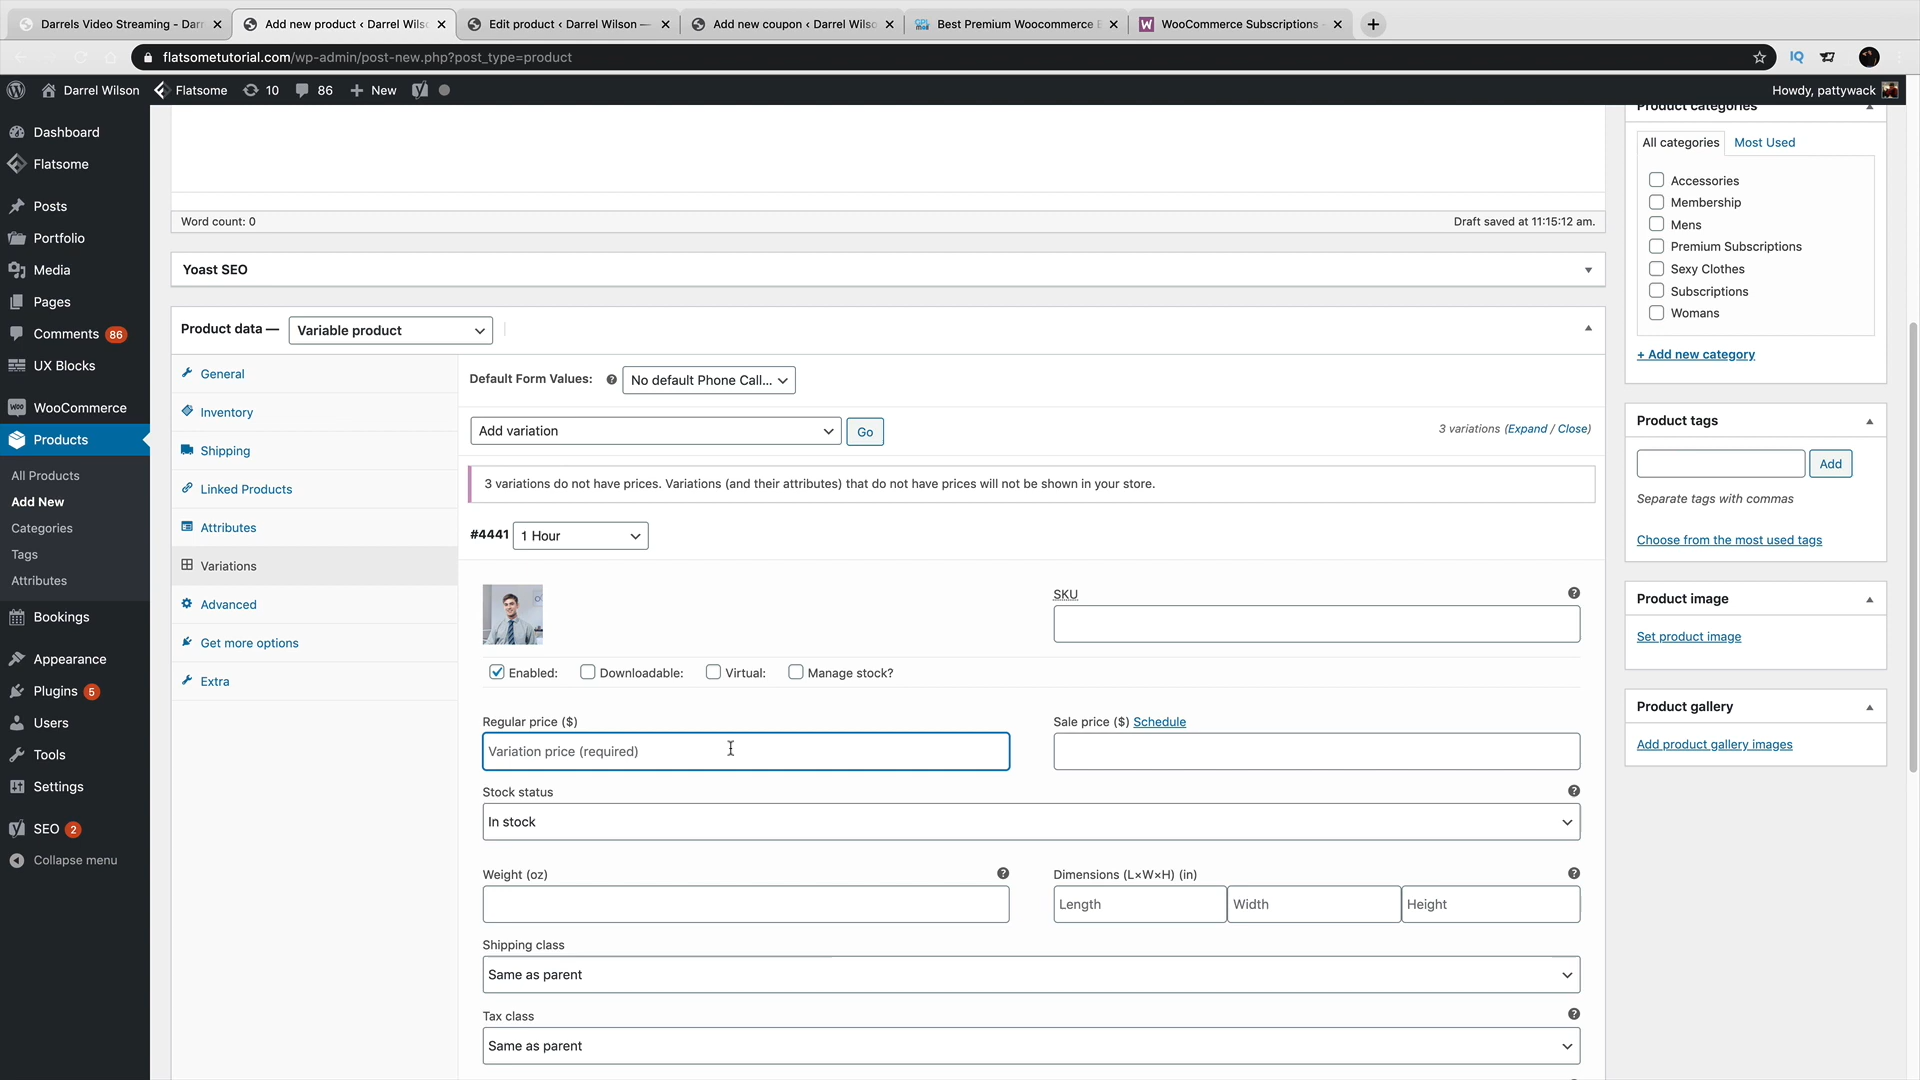 Darrels Video Streaming - Darr
Add new product ‹ Darrel Wils
Edit product ‹ Darrel Wilson —
Add new coupon ‹ Darrel Wils
Best Premium Woocommerce
WooCommerce Subscriptions
flatsometutorial.com/wp-admin/post-new.php?post_type=product
IQ
Darrel Wilson
Flatsome
10
86
New
Howdy, pattywack
Dashboard
Flatsome
Posts
Portfolio
Media
Pages
Comments 86
UX Blocks
WooCommerce
Products
All Products
Add New
Categories
Tags
Attributes
Bookings
Appearance
Plugins 5
Users
Tools
Settings
SEO 2
Collapse menu
Word count: 0
Draft saved at 11:15:12 am.
Yoast SEO
Product data —
Variable product
General
Inventory
Shipping
Linked Products
Attributes
Variations
Advanced
Get more options
Extra
Default Form Values:
No default Phone Call...
Add variation
Go
3 variations (Expand / Close)
3 variations do not have prices. Variations (and their attributes) that do not have prices will not be shown in your store.
#4441
1 Hour
SKU
Enabled:
Downloadable:
Virtual:
Manage stock?
Regular price ($)
Variation price (required)
Sale price ($) Schedule
Stock status
In stock
Weight (oz)
Dimensions (L×W×H) (in)
Length
Width
Height
Shipping class
Same as parent
Tax class
Same as parent
Product categories
All categories
Most Used
Accessories
Membership
Mens
Premium Subscriptions
Sexy Clothes
Subscriptions
Womans
+ Add new category
Product tags
Add
Separate tags with commas
Choose from the most used tags
Product image
Set product image
Product gallery
Add product gallery images